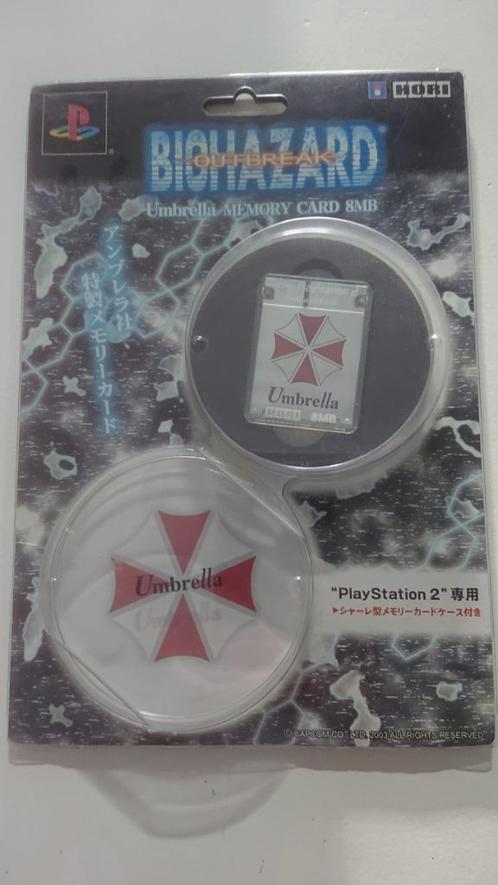 HORI
BIOHAZARD
OUTBREAK
Umbrella MEMORY CARD 8MB
アンブレラ社、
特製メモリーカード
Umbrella
HORI 8MB
Umbrella
"PlayStation 2"専用
▶シャーレ型メモリーカードケース付き
© CAPCOM CO., LTD. 2003 ALL RIGHTS RESERVED.